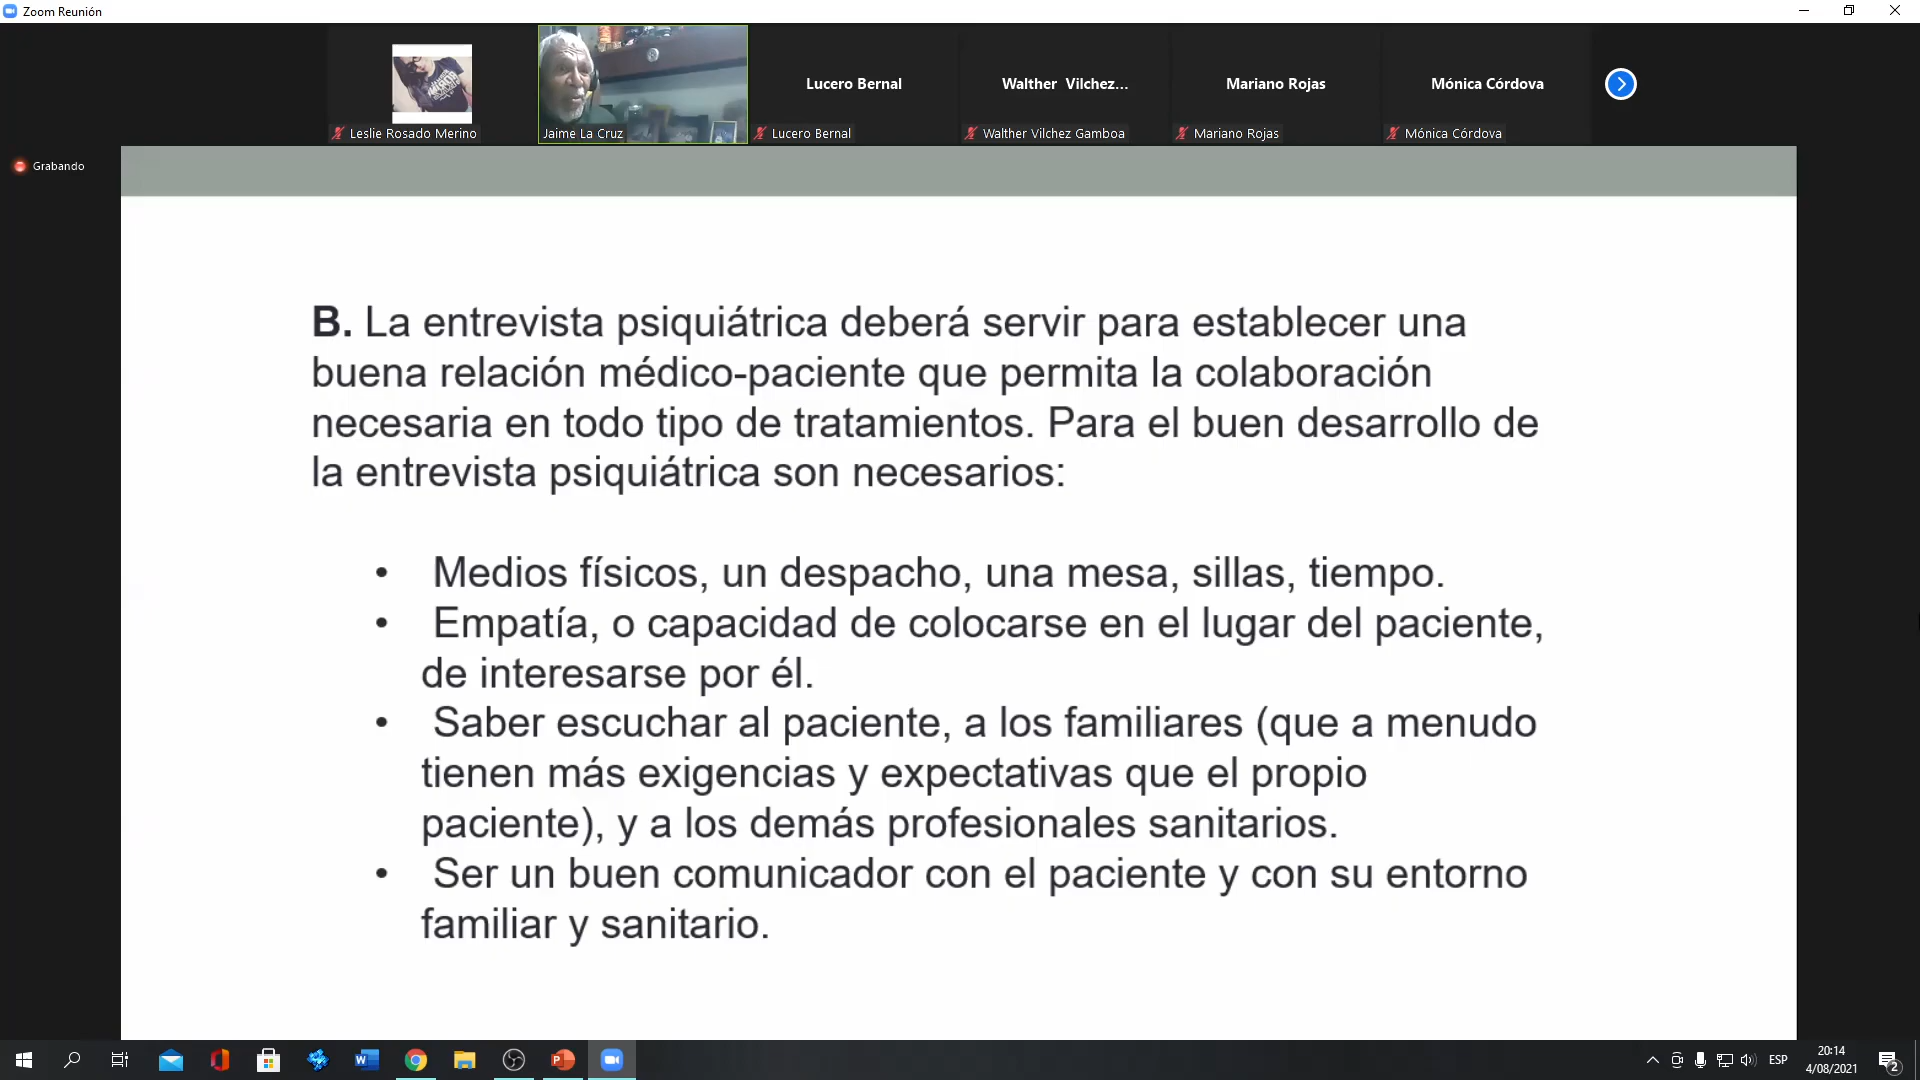 Zoom Reunión
Lucero Bernal
Walther Vilchez...
Mariano Rojas
Mónica Córdova
Leslie Rosado Merino
Jaime La Cruz
Lucero Bernal
Walther Vilchez Gamboa
Mariano Rojas
Mónica Córdova
Grabando
B. La entrevista psiquiátrica deberá servir para establecer una
buena relación médico-paciente que permita la colaboración
necesaria en todo tipo de tratamientos. Para el buen desarrollo de
la entrevista psiquiátrica son necesarios:
• Medios físicos, un despacho, una mesa, sillas, tiempo.
• Empatía, o capacidad de colocarse en el lugar del paciente,
de interesarse por él.
• Saber escuchar al paciente, a los familiares (que a menudo
tienen más exigencias y expectativas que el propio
paciente), y a los demás profesionales sanitarios.
• Ser un buen comunicador con el paciente y con su entorno
familiar y sanitario.
ESP
20:14
4/08/2021
2